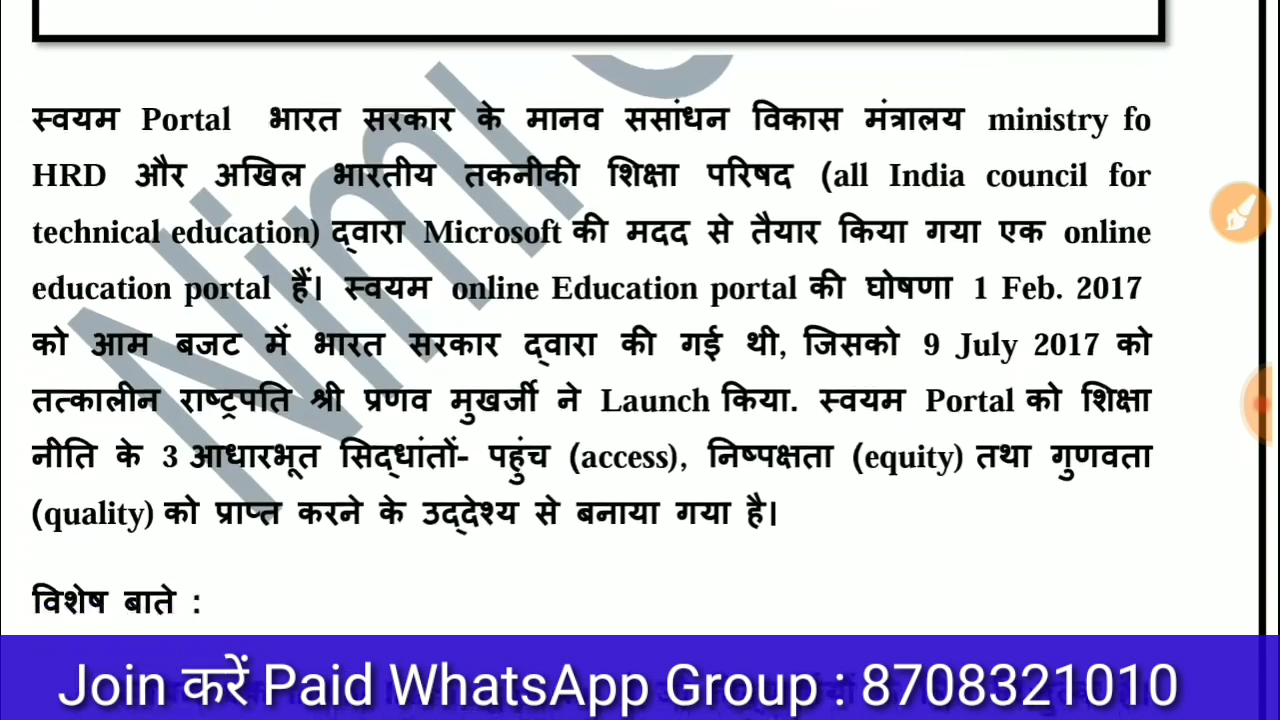 स्वयम Portal भारत सरकार के मानव ससांधन विकास मंत्रालय ministry fo
HRD और अखिल भारतीय तकनीकी शिक्षा परिषद (all India council for
technical education) द्वारा Microsoft की मदद से तैयार किया गया एक online
education portal हैं। स्वयम online Education portal की घोषणा 1 Feb. 2017
को आम बजट में भारत सरकार द्वारा की गई थी, जिसको 9 July 2017 को
तत्कालीन राष्ट्रपति श्री प्रणव मुखर्जी ने Launch किया. स्वयम Portal को शिक्षा
नीति के 3 आधारभूत सिद्धांतों- पहुंच (access), निष्पक्षता (equity) तथा गुणवता
(quality) को प्राप्त करने के उद्देश्य से बनाया गया है।
विशेष बाते :
Join करें Paid WhatsApp Group : 8708321010